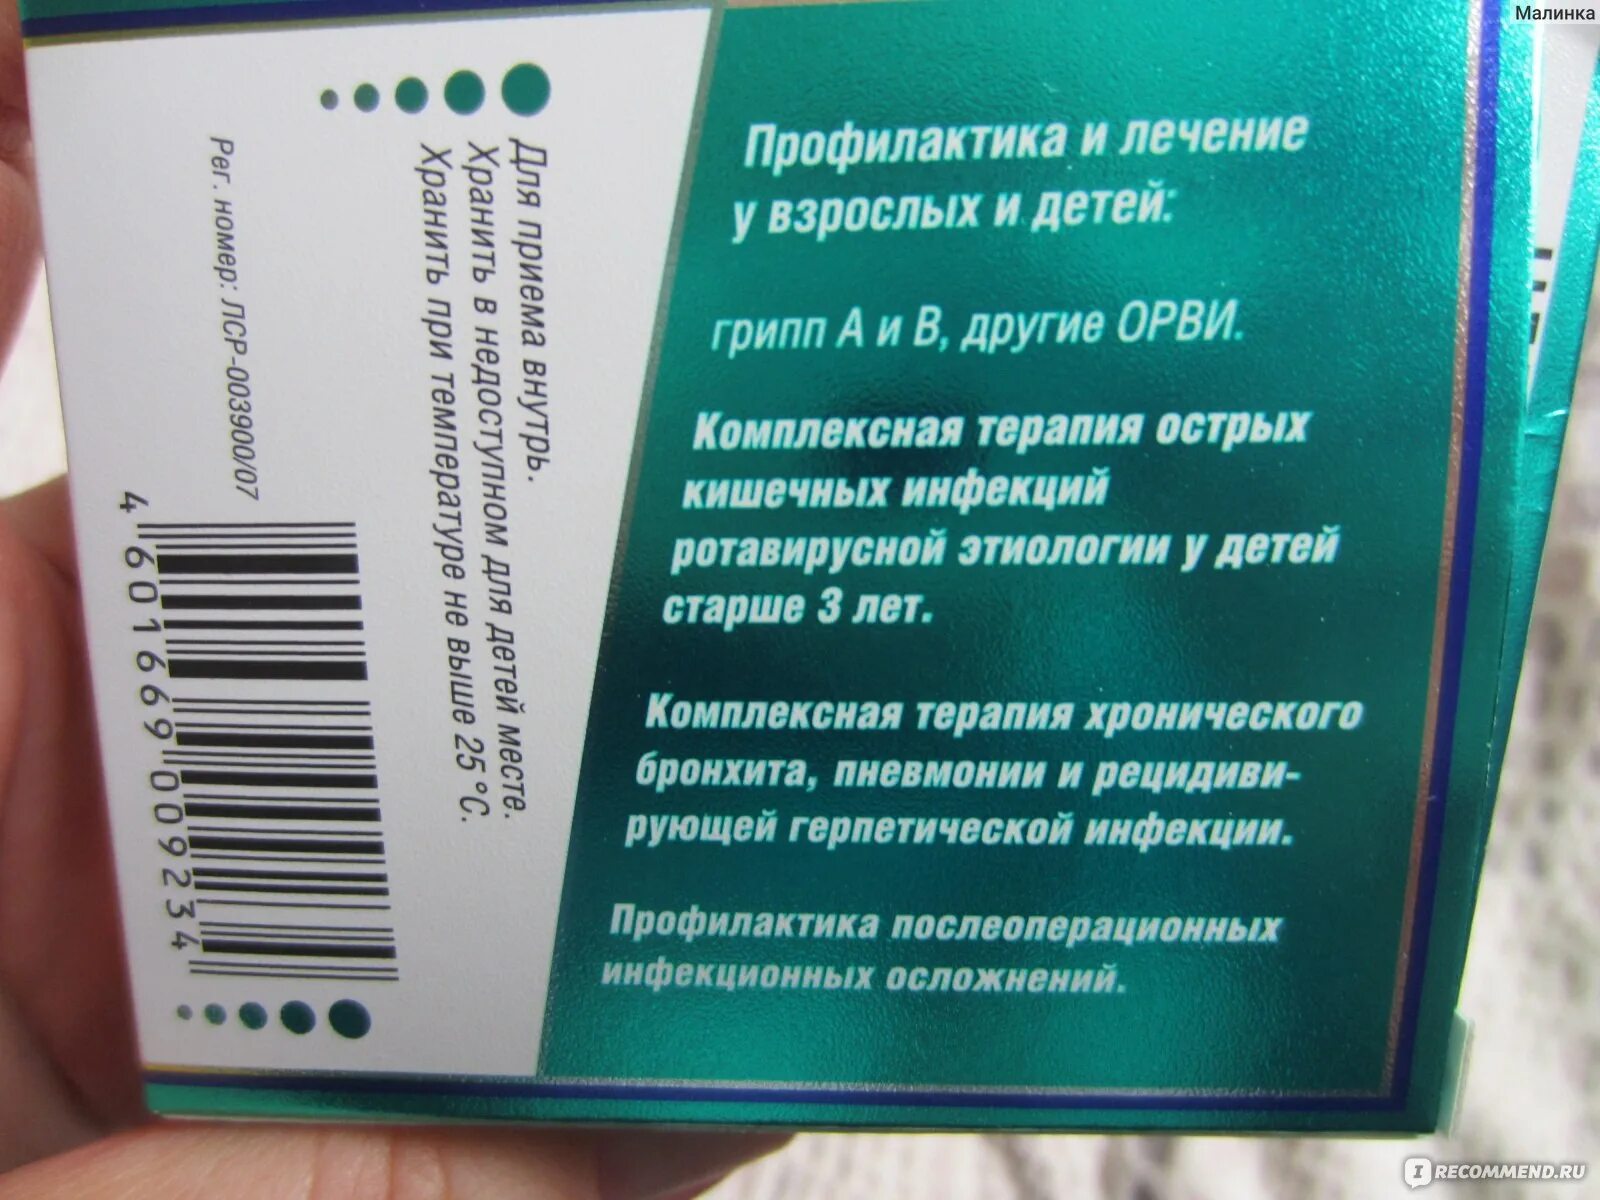 Малинка
Профилактика и лечение
у взрослых и детей:
грипп А и В, другие ОРВИ.
Комплексная терапия острых
кишечных инфекций
ротавирусной этиологии у детей
старше 3 лет.
Комплексная терапия хронического
бронхита, пневмонии и рецидиви-
рующей герпетической инфекции.
Профилактика послеоперационных
инфекционных осложнений.
Для приема внутрь.
Хранить в недоступном для детей месте.
Хранить при температуре не выше 25 °С.
Рег. номер: ЛСР-003900/07
4 601669 009234
IRECOMMEND.RU